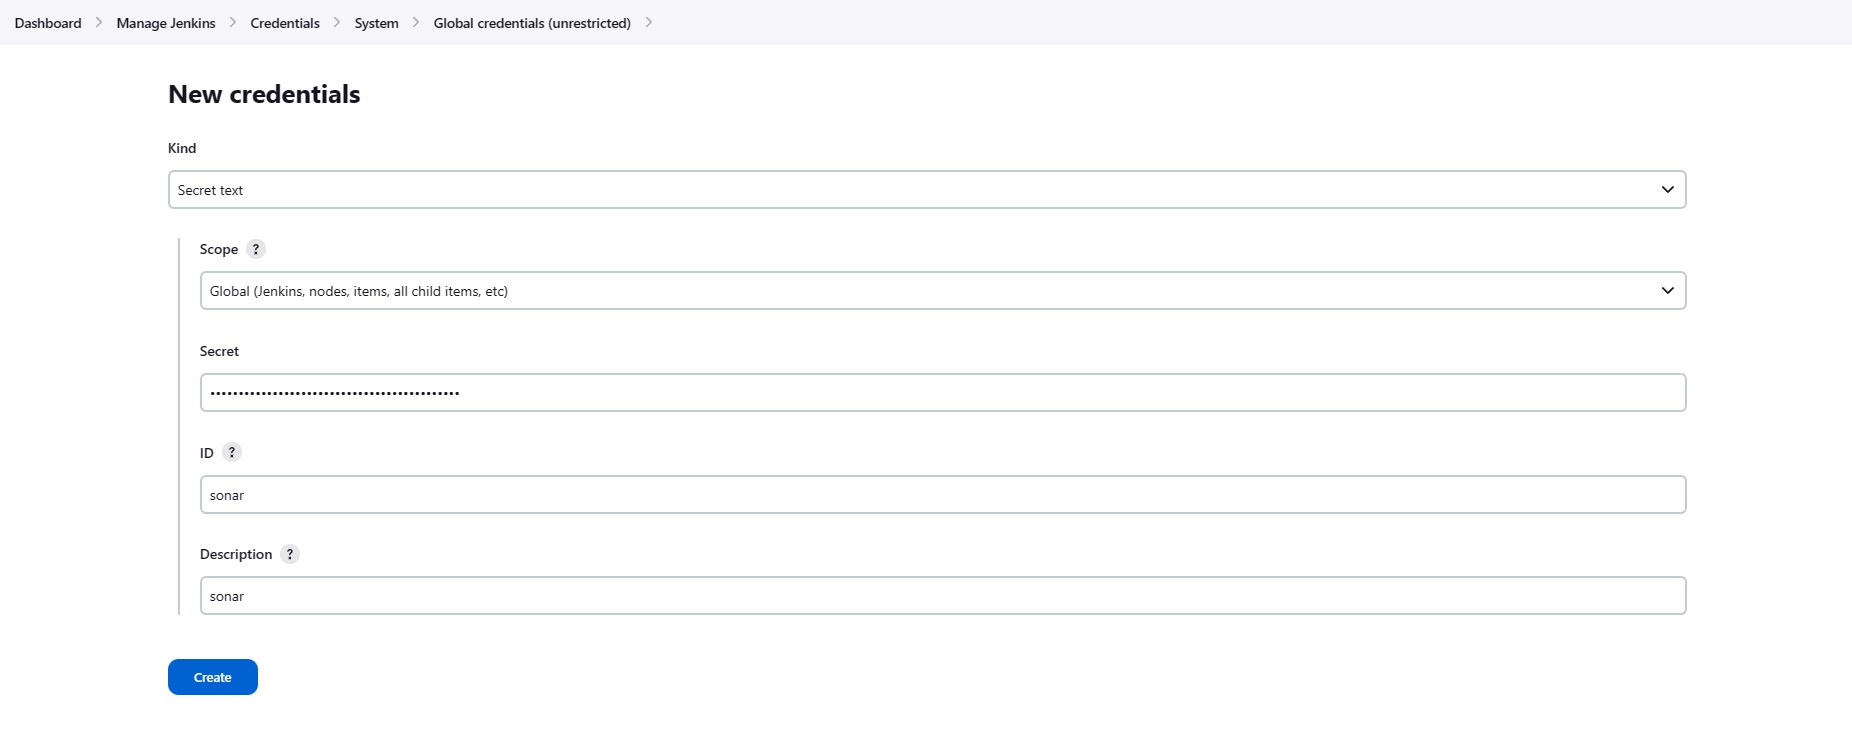 Dashboard > Manage Jenkins > Credentials > System > Global credentials (unrestricted) >
New credentials
Kind
Secret text
Scope ?
Global (Jenkins, nodes, items, all child items, etc)
Secret
••••••••••••••••••••••••••••••••••••••••••••
ID ?
sonar
Description ?
sonar
Create